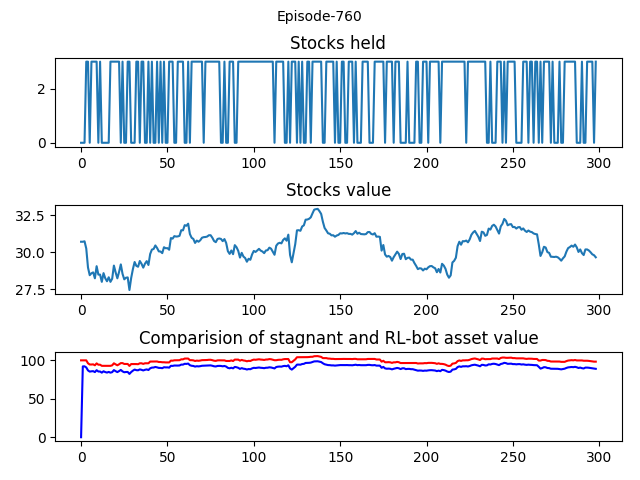 Episode-760
Stocks held
2
0
0 50 100 150 200 250 300
Stocks value
32.5
30.0
27.5
0 50 100 150 200 250 300
Comparision of stagnant and RL-bot asset value
100
50
0
0 50 100 150 200 250 300